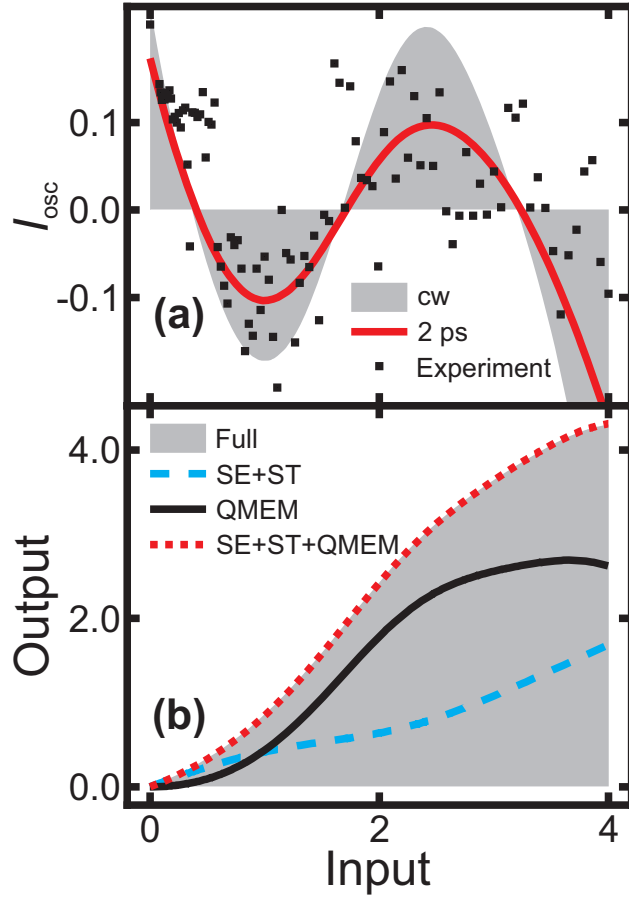 0.1
0.0
-0.1
I_osc
(a)
cw
2 ps
Experiment
4.0
2.0
0.0
Output
Full
SE+ST
QMEM
SE+ST+QMEM
(b)
0 2 4
Input